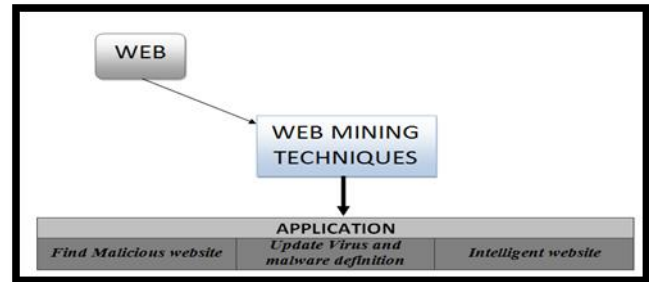 WEB
WEB MINING
TECHNIQUES
APPLICATION
Find Malicious website
Update Virus and
malware definition
Intelligent website